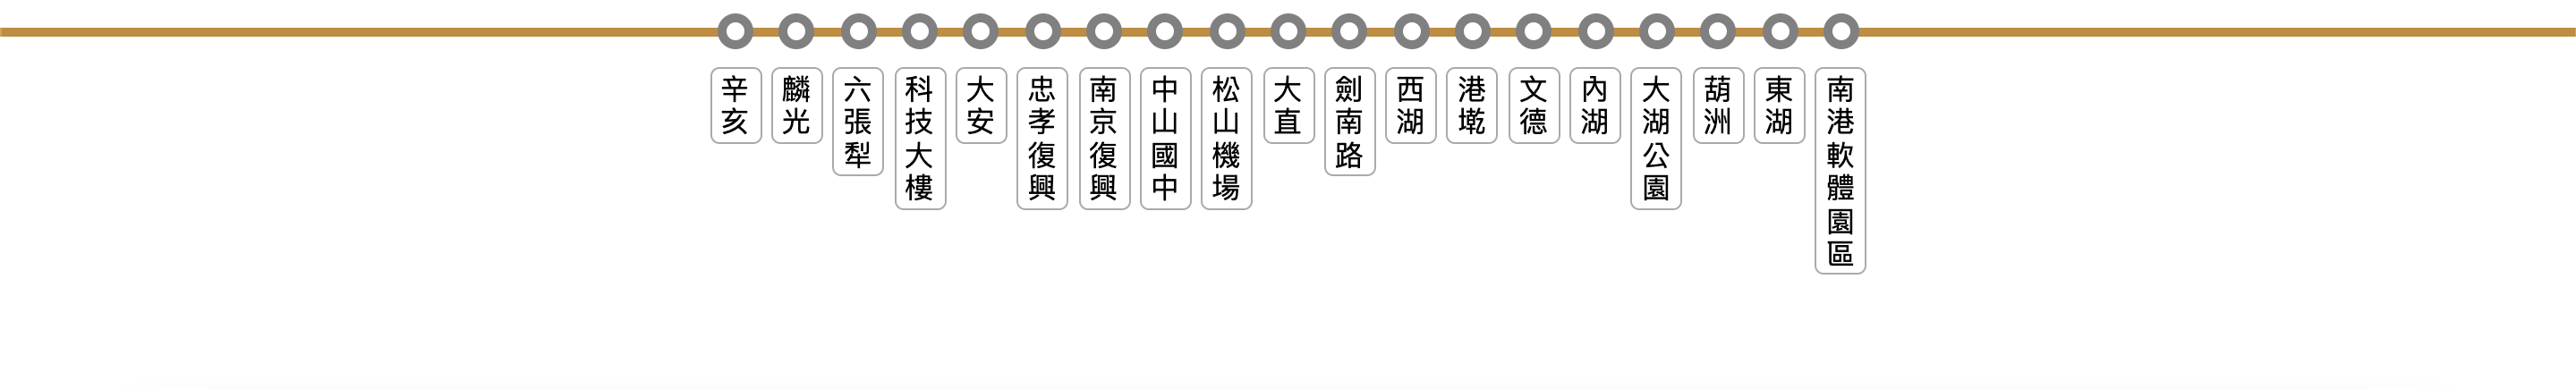 辛亥
麟光
六張犁
科技大樓
大安
忠孝復興
南京復興
中山國中
松山機場
大直
劍南路
西湖
港墘
文德
內湖
大湖公園
葫洲
東湖
南港軟體園區